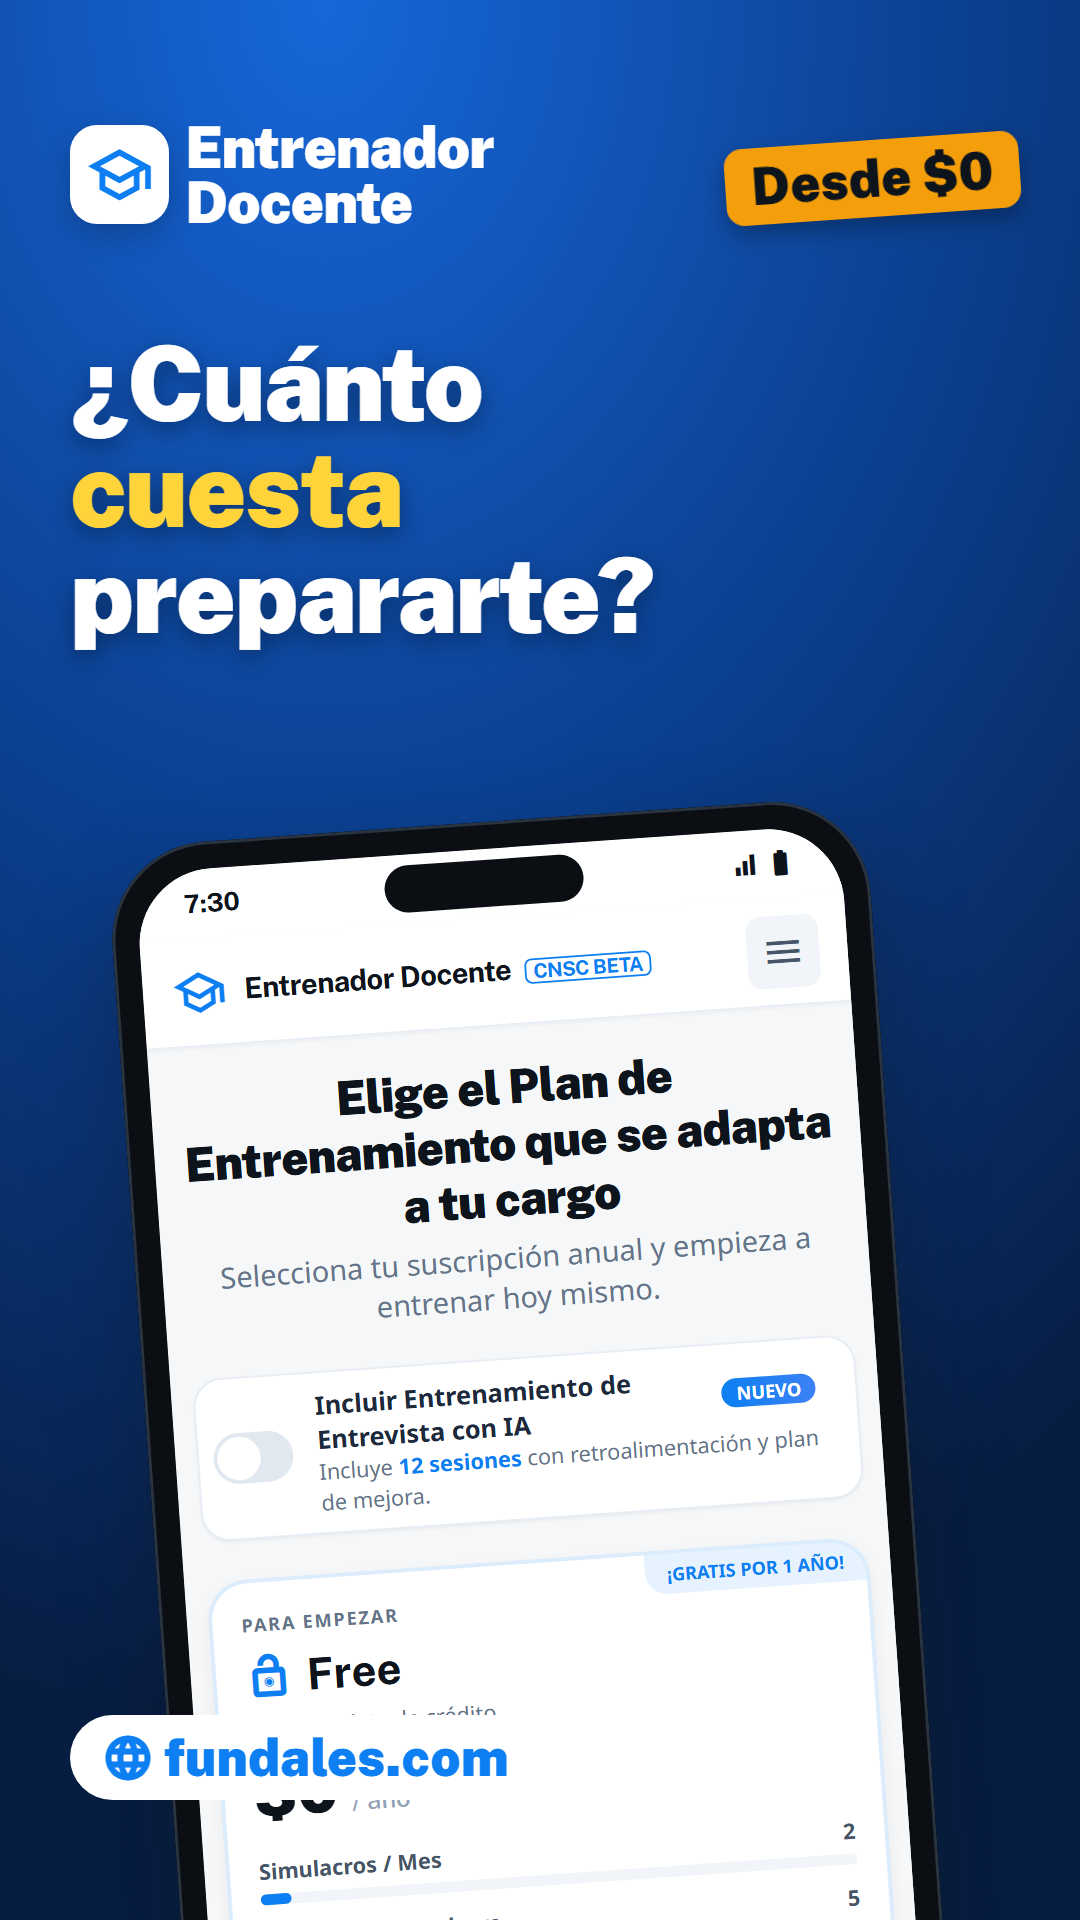 Entrenador
Docente
Desde $0
¿Cuánto
cuesta
prepararte?
7:30
Entrenador Docente CNSC BETA
Elige el Plan de
Entrenamiento que se adapta
a tu cargo
Selecciona tu suscripción anual y empieza a
entrenar hoy mismo.
Incluir Entrenamiento de
Entrevista con IA
NUEVO
Incluye 12 sesiones con retroalimentación y plan
de mejora.
¡GRATIS POR 1 AÑO!
PARA EMPEZAR
Free
crédito
fundales.com
$0 / año
Simulacros / Mes 2
5